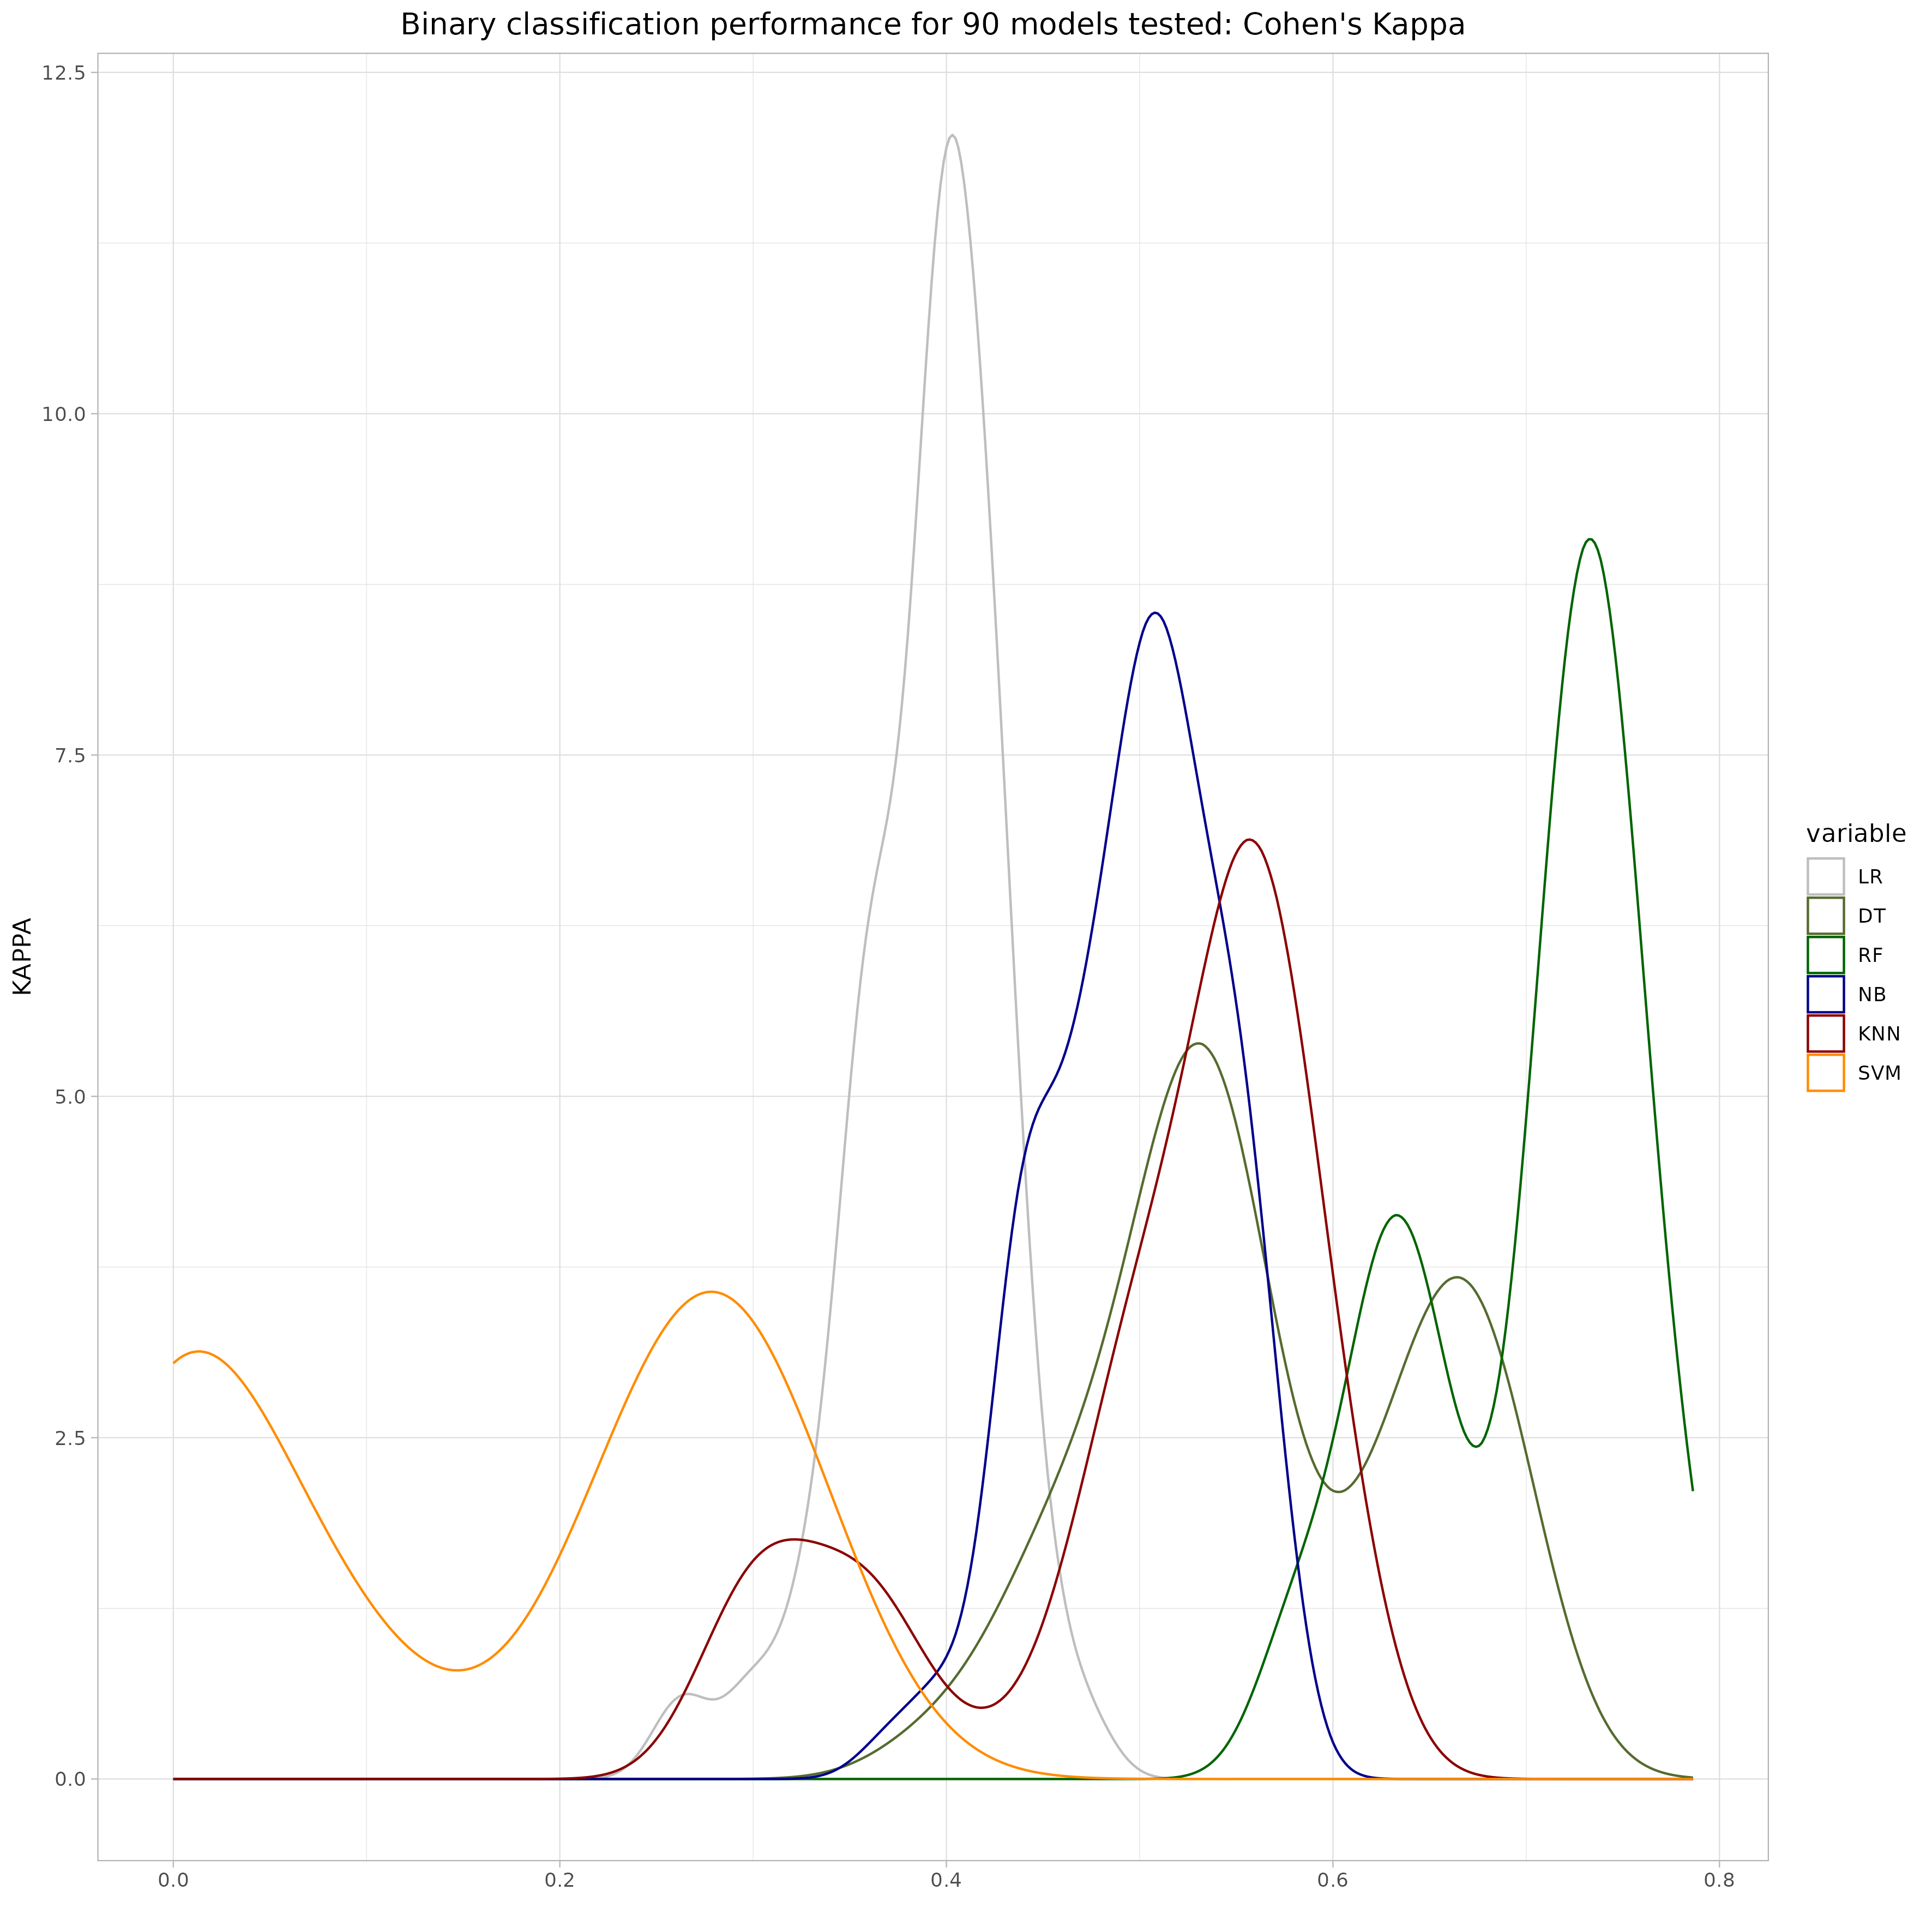 Binary classification performance for 90 models tested: Cohen's Kappa
12.5
10.0
7.5
5.0
2.5
0.0
KAPPA
0.0 0.2 0.4 0.6 0.8
variable
LR
DT
RF
NB
KNN
SVM